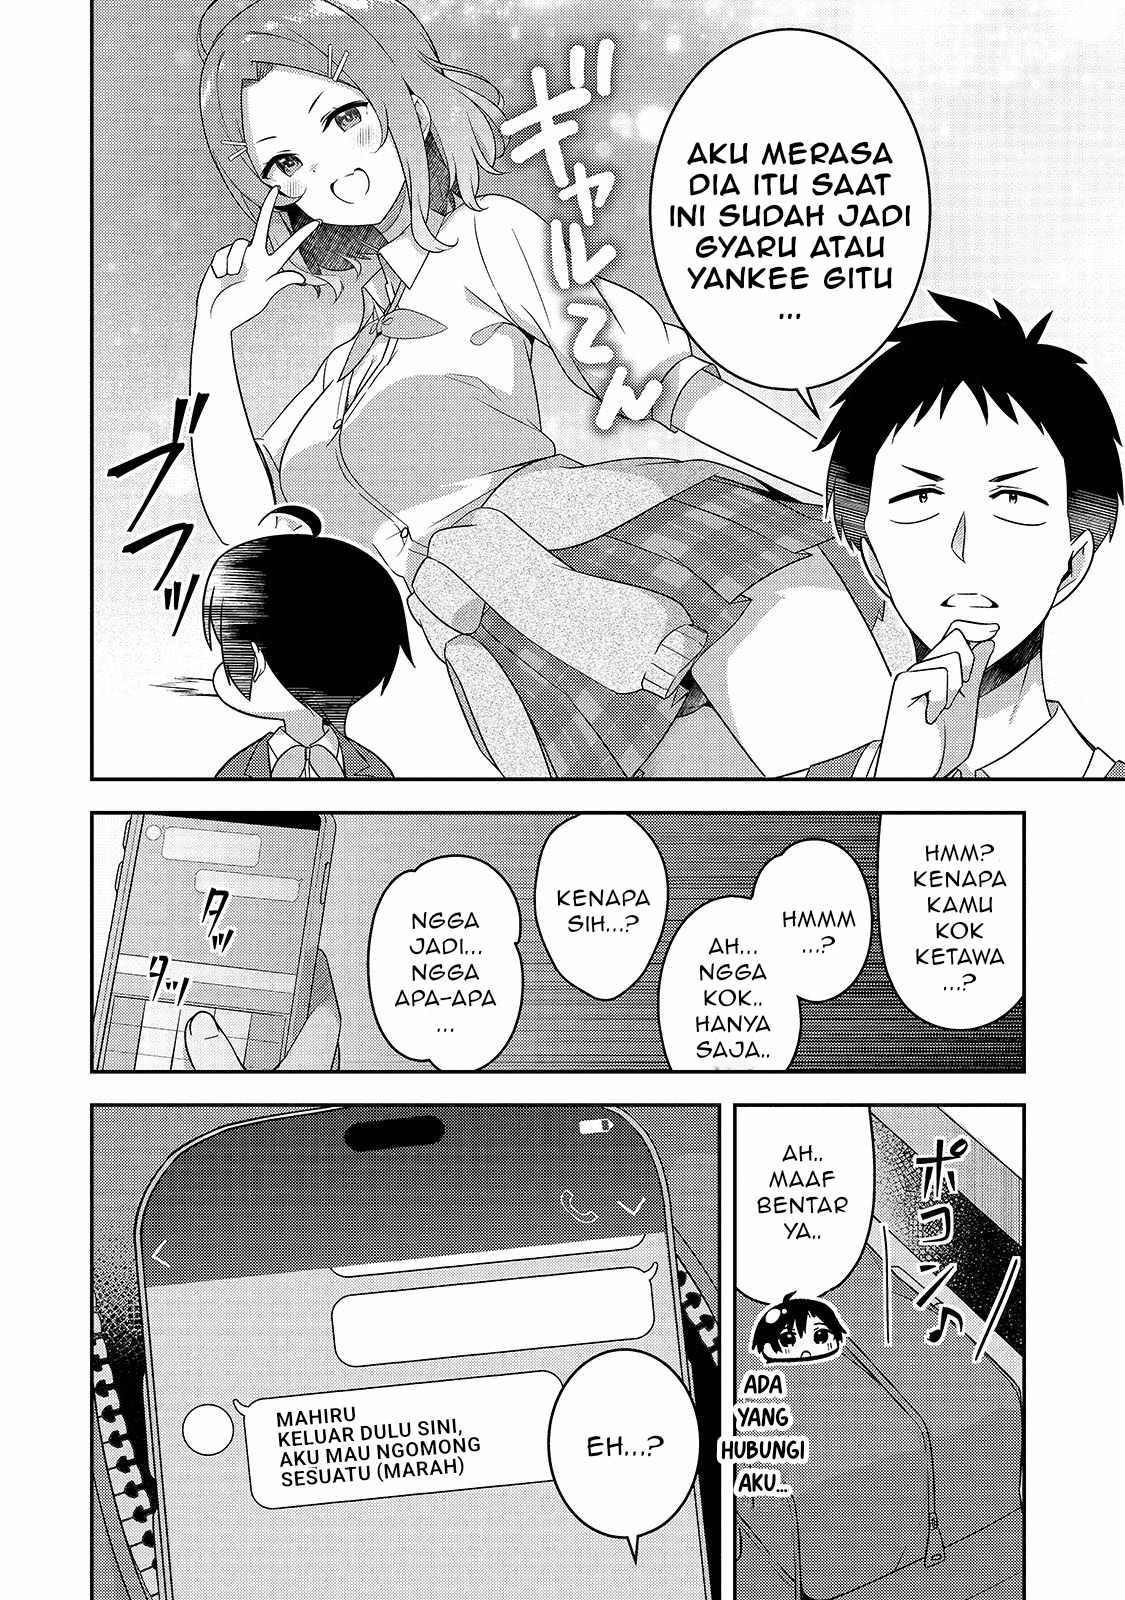 AKU MERASA
DIA ITU SAAT
INI SUDAH JADI
GYARU ATAU
YANKEE GITU
...
ギャルミん
ブッ
ブッ
HMM?
KENAPA
KAMU
KOK
KETAWA
...?
HMMM
...?
AH...
NGGA
KOK..
HANYA
SAJA..
KENAPA
SIH...?
NGGA
JADI...
NGGA
APA-APA
...
タッ
タッ
AH..
MAAF
BENTAR
YA..
ポコン♪
ADA
YANG
HUBUNGI
AKU...
MAHIRU
KELUAR DULU SINI,
AKU MAU NGOMONG
SESUATU (MARAH)
EH...?